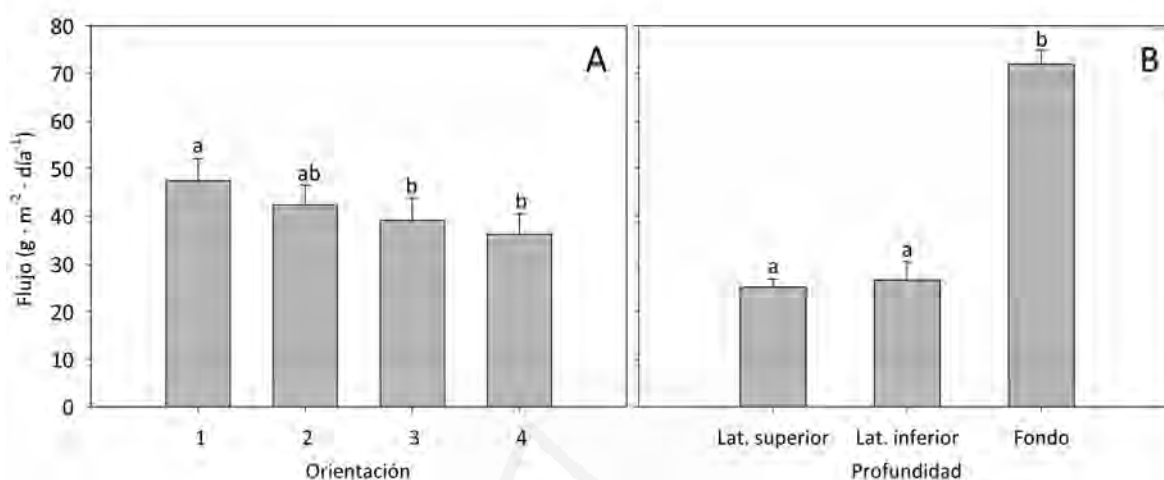 Flujo (g · m⁻² · día⁻¹)
80
70
60
50
40
30
20
10
0
A
a
ab
b
b
1
2
3
4
Orientación
B
a
a
b
Lat. superior
Lat. inferior
Fondo
Profundidad